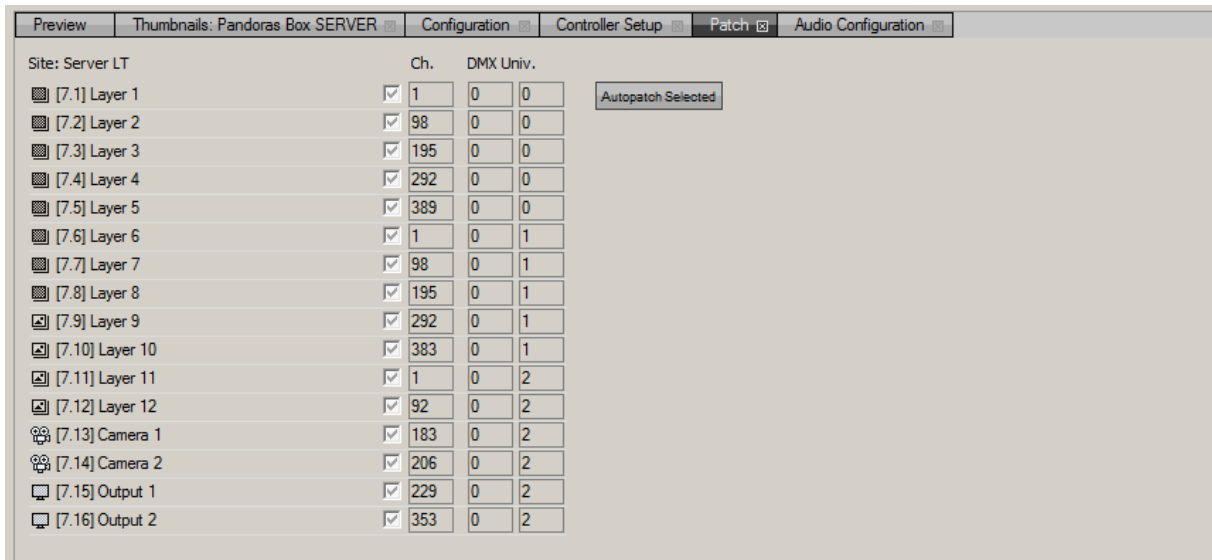 Preview Thumbnails: Pandoras Box SERVER Configuration Controller Setup Patch Audio Configuration
Site: Server LT Ch. DMX Univ.
[7.1] Layer 1 1 0 0 Autopatch Selected
[7.2] Layer 2 98 0 0
[7.3] Layer 3 195 0 0
[7.4] Layer 4 292 0 0
[7.5] Layer 5 389 0 0
[7.6] Layer 6 1 0 1
[7.7] Layer 7 98 0 1
[7.8] Layer 8 195 0 1
[7.9] Layer 9 292 0 1
[7.10] Layer 10 383 0 1
[7.11] Layer 11 1 0 2
[7.12] Layer 12 92 0 2
[7.13] Camera 1 183 0 2
[7.14] Camera 2 206 0 2
[7.15] Output 1 229 0 2
[7.16] Output 2 353 0 2